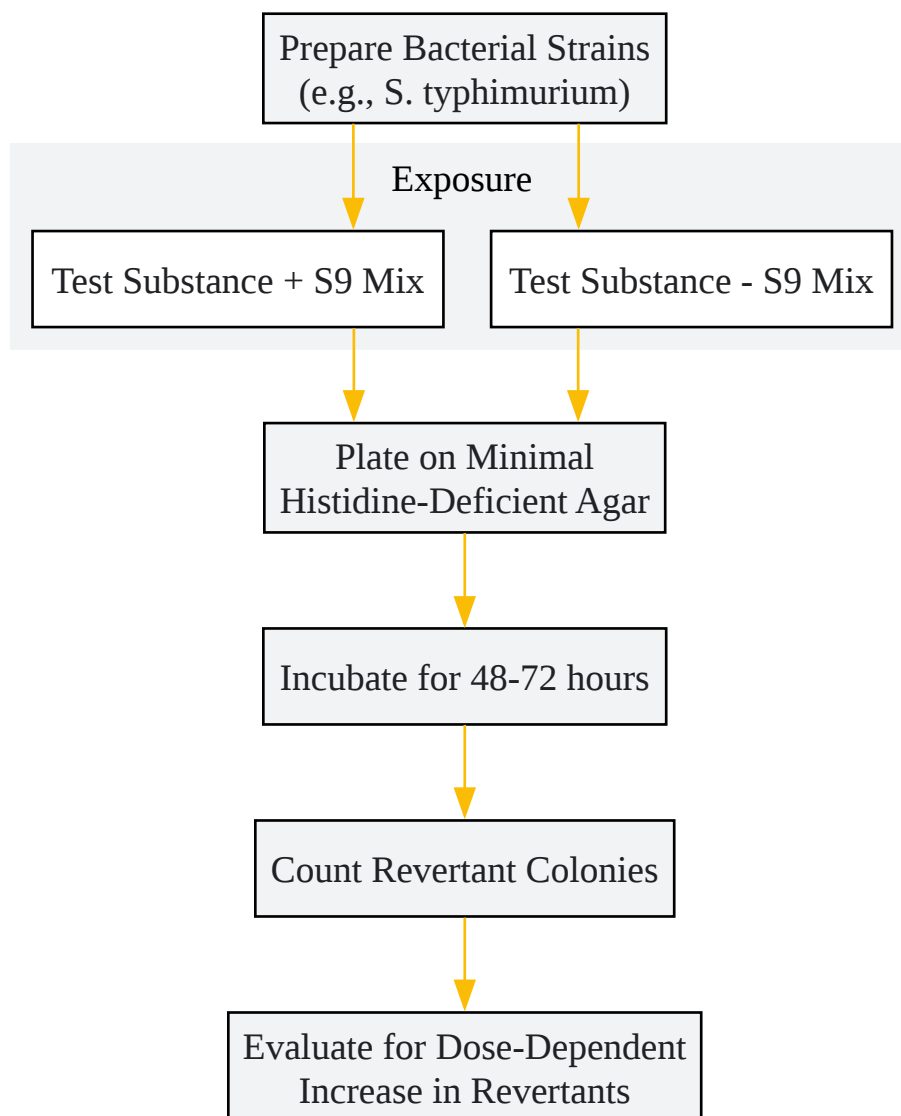 Prepare Bacterial Strains
(e.g., S. typhimurium)
Exposure
Test Substance + S9 Mix
Test Substance - S9 Mix
Plate on Minimal
Histidine-Deficient Agar
Incubate for 48-72 hours
Count Revertant Colonies
Evaluate for Dose-Dependent
Increase in Revertants